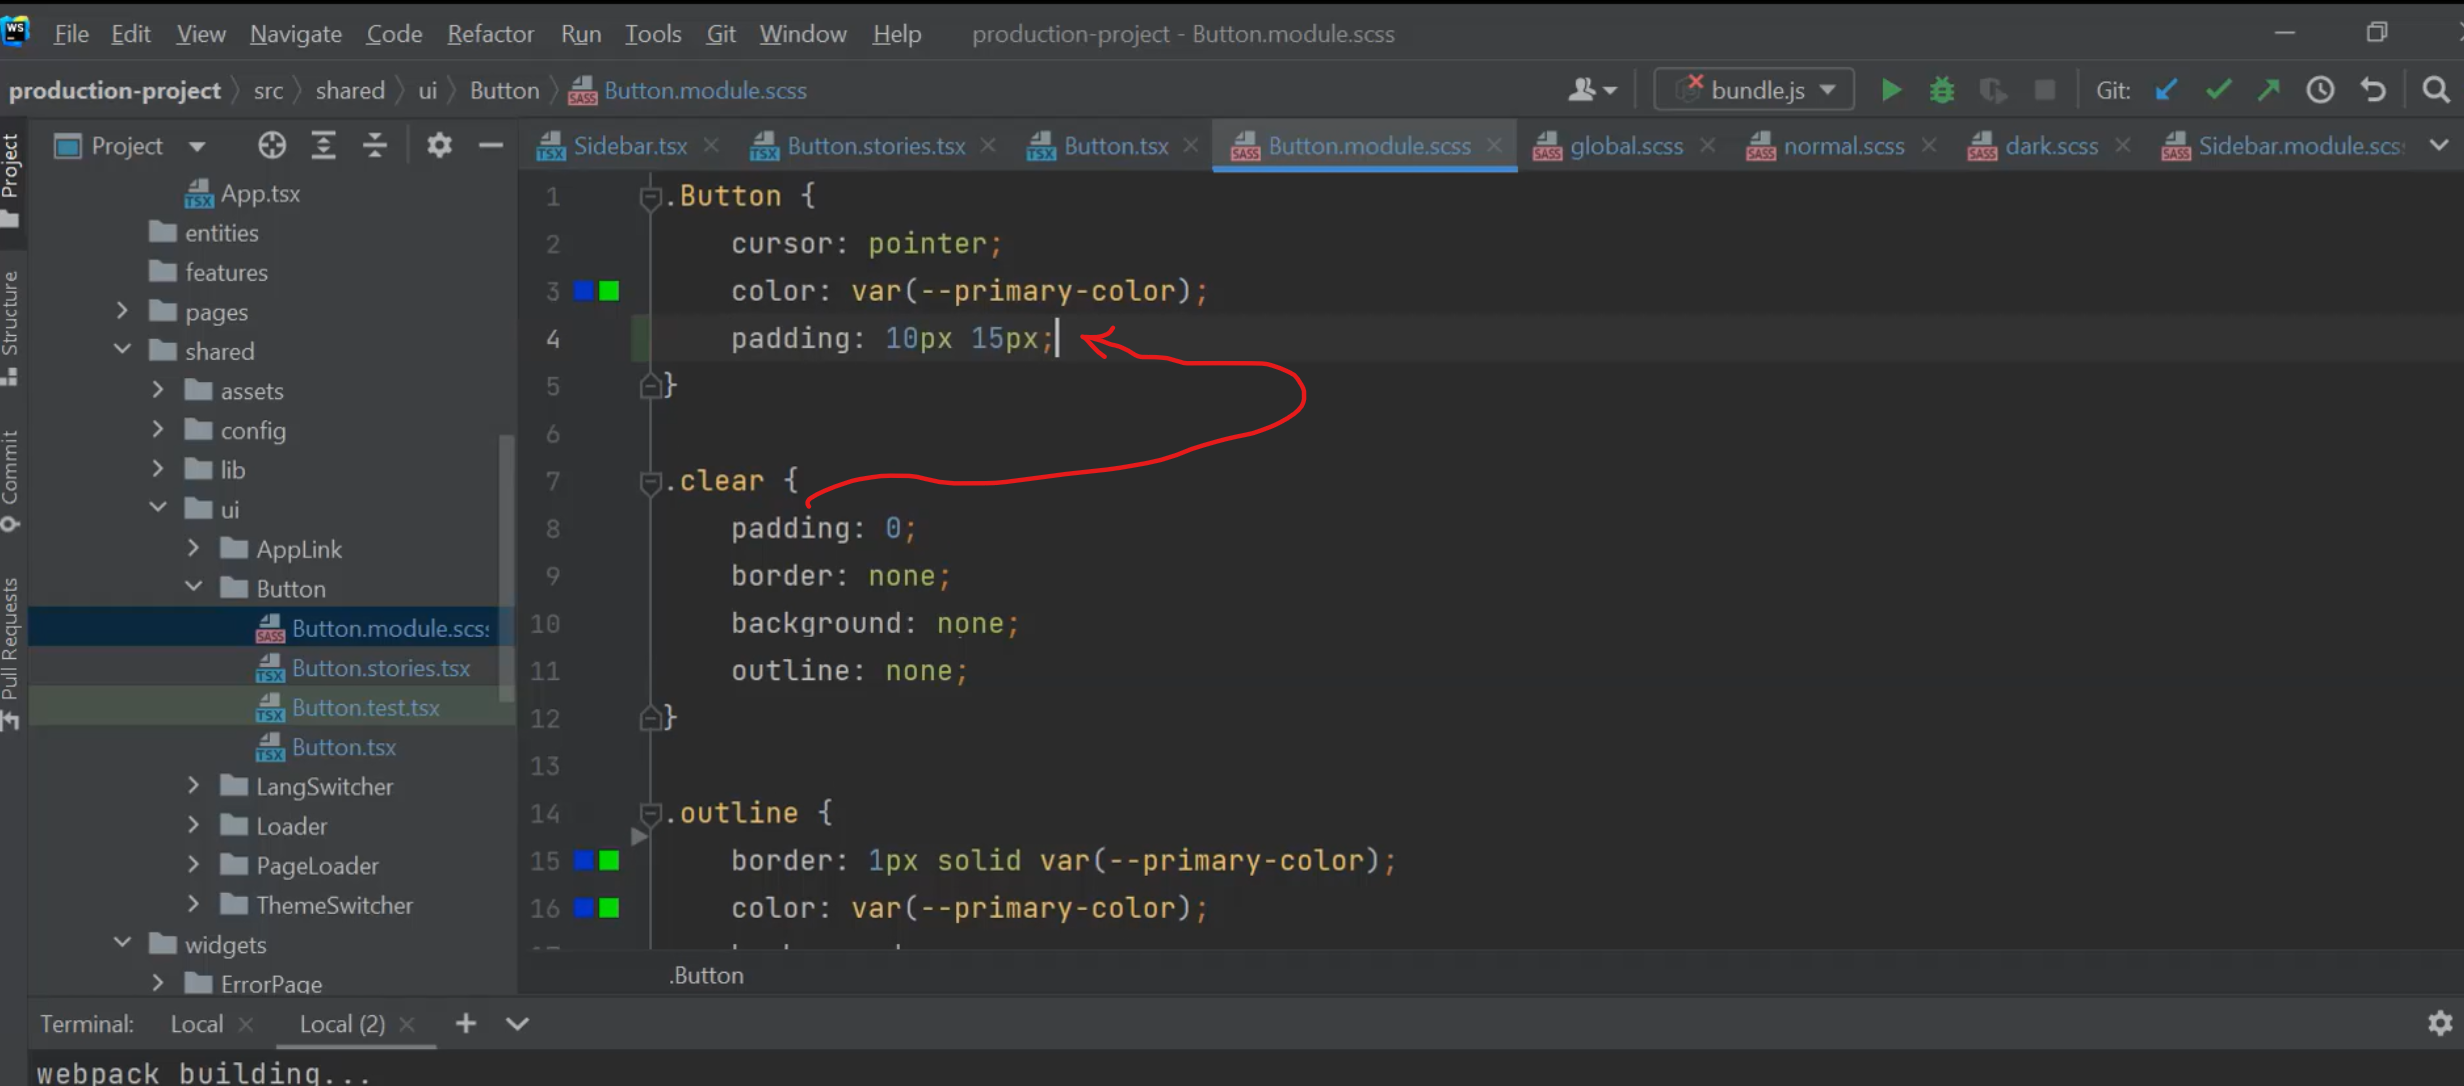 WS File Edit View Navigate Code Refactor Run Tools Git Window Help production-project - Button.module.scss
production-project src shared ui Button Button.module.scss bundle.js Git:
Project Sidebar.tsx Button.stories.tsx Button.tsx Button.module.scss global.scss normal.scss dark.scss Sidebar.module.scs
Project
Structure
Commit
Pull Requests
App.tsx
entities
features
pages
shared
assets
config
lib
ui
AppLink
Button
Button.module.scs
Button.stories.tsx
Button.test.tsx
Button.tsx
LangSwitcher
Loader
PageLoader
ThemeSwitcher
widgets
ErrorPage
1 .Button {
2 cursor: pointer;
3 color: var(--primary-color);
4 padding: 10px 15px;
5 }
6
7 .clear {
8 padding: 0;
9 border: none;
10 background: none;
11 outline: none;
12 }
13
14 .outline {
15 border: 1px solid var(--primary-color);
16 color: var(--primary-color);
.Button
Terminal: Local Local (2)
webpack building...